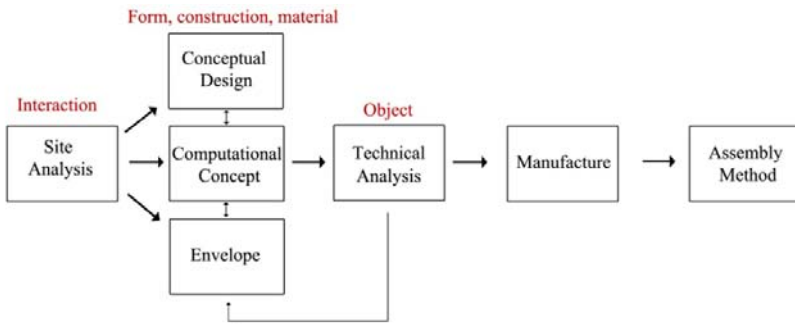 Form, construction, material
Conceptual
Design
Interaction
Object
Site
Analysis
Computational
Concept
Technical
Analysis
Manufacture
Assembly
Method
Envelope